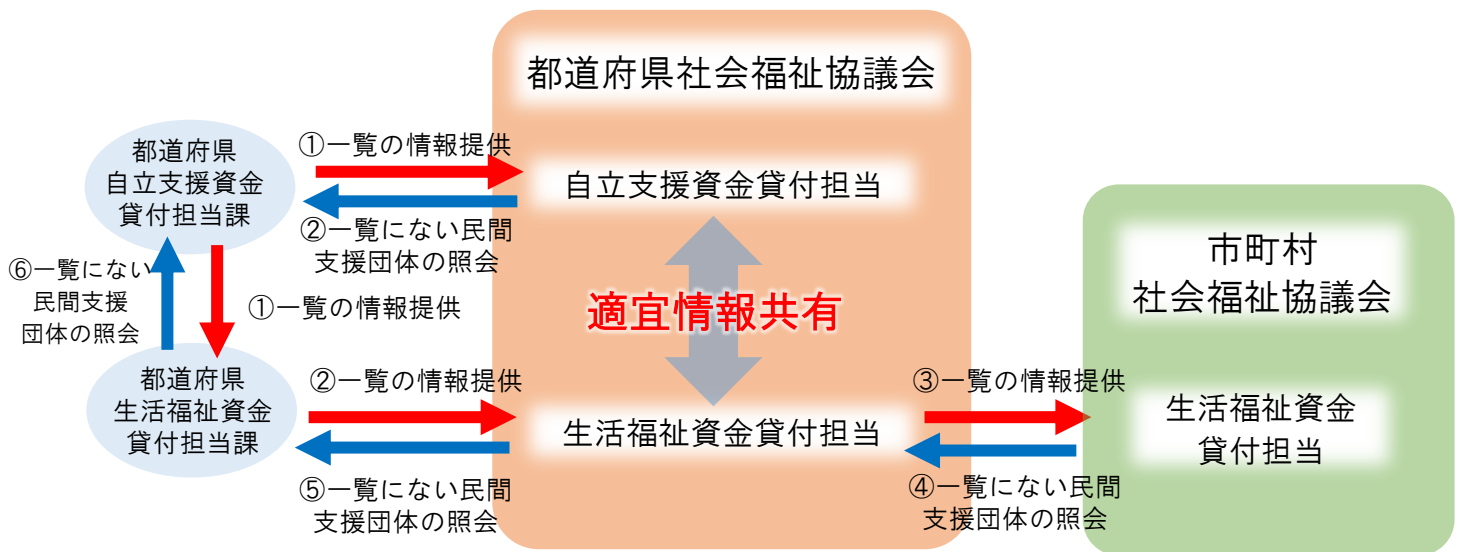 都道府県社会福祉協議会
都道府県
自立支援資金
貸付担当課
①一覧の情報提供
自立支援資金貸付担当
②一覧にない民間
支援団体の照会
⑥一覧にない
民間支援
団体の照会
①一覧の情報提供
適宜情報共有
市町村
社会福祉協議会
都道府県
生活福祉資金
貸付担当課
②一覧の情報提供
生活福祉資金貸付担当
⑤一覧にない民間
支援団体の照会
③一覧の情報提供
生活福祉資金
貸付担当
④一覧にない民間
支援団体の照会